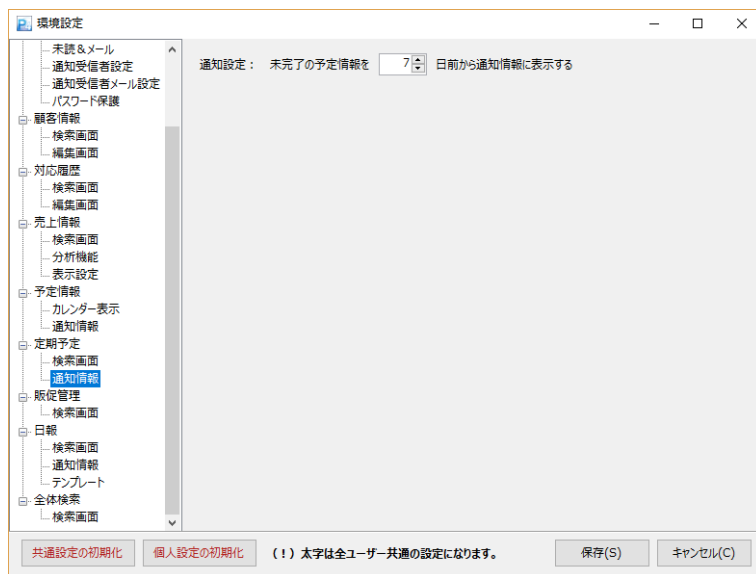 環境設定
未読&メール
通知受信者設定
通知受信者メール設定
パスワード保護
顧客情報
検索画面
編集画面
対応履歴
検索画面
編集画面
売上情報
検索画面
分析機能
表示設定
予定情報
カレンダー表示
通知情報
定期予定
検索画面
通知情報
販促管理
検索画面
日報
検索画面
通知情報
テンプレート
全体検索
検索画面
通知設定： 未完了の予定情報を 7 日前から通知情報に表示する
共通設定の初期化 個人設定の初期化 (！) 太字は全ユーザー共通の設定になります。 保存(S) キャンセル(C)